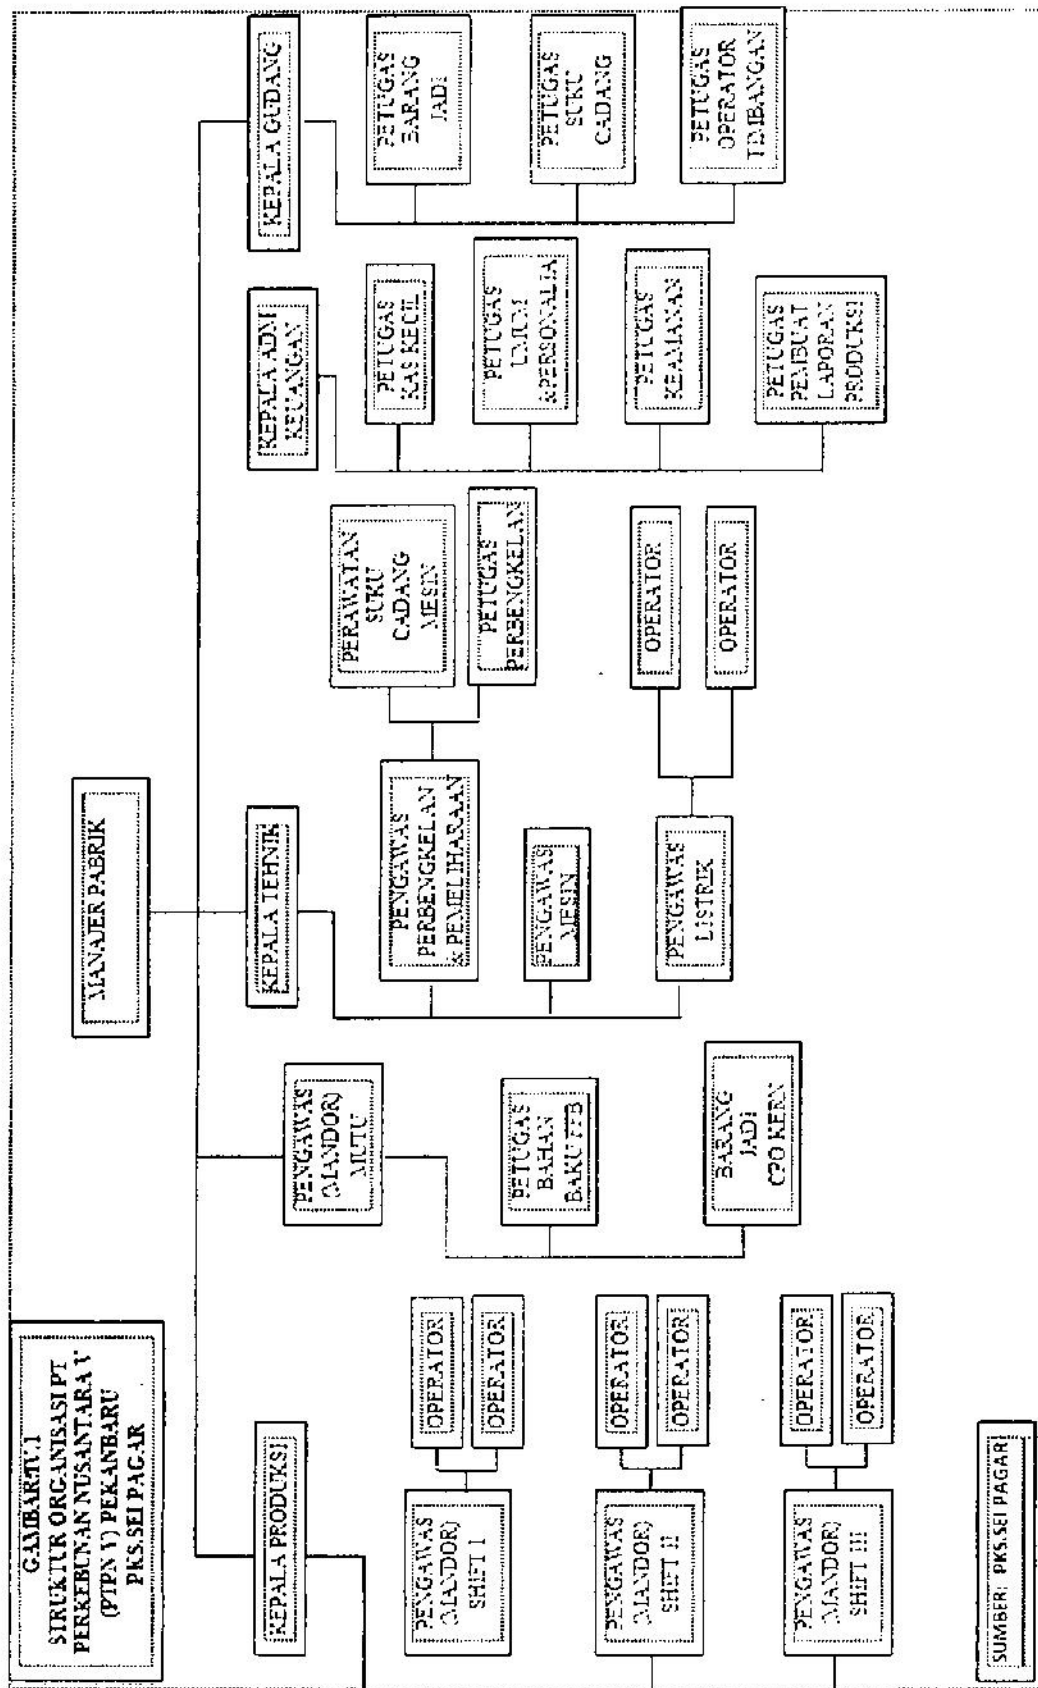 GAMBAR IV.1
STRUKTUR ORGANISASI PT
PERKEBUNAN NUSANTARA V
(PTPN V) PEKANBARU
PKS.SEI PAGAR
MANAJER PABRIK
KEPALA PRODUKSI
PENGAWAS
(MANDOR)
MUTU
KEPALA TEHNIK
KEPALA ADM
KEUANGAN
KEPALA GUDANG
PENGAWAS
(MANDOR)
SHIFT I
OPERATOR
OPERATOR
PENGAWAS
(MANDOR)
SHIFT II
OPERATOR
OPERATOR
PENGAWAS
(MANDOR)
SHIFT III
OPERATOR
OPERATOR
PETUGAS
BAHAN
BAKU FFB
BARANG
JADI
CPO KERN
PENGAWAS
PERBENGKELAN
& PEMELIHARAAN
PERAWATAN
SUKU
CADANG
MESIN
PETUGAS
PERBENGKELAN
PENGAWAS
MESIN
PENGAWAS
LISTRIK
OPERATOR
OPERATOR
PETUGAS
KAS KECIL
PETUGAS
UMUM
&PERSONALIA
PETUGAS
KEAMANAN
PETUGAS
PEMBUAT
LAPORAN
PRODUKSI
PETUGAS
BARANG
JADI
PETUGAS
SUKU
CADANG
PETUGAS
OPERATOR
TIMBANGAN
SUMBER: PKS.SEI PAGAR